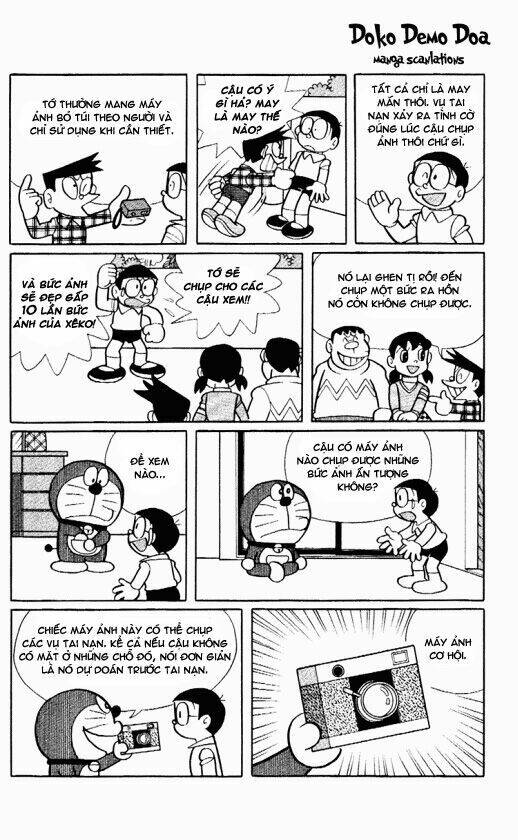 Doko Demo Doa
manga scanlations
TỚ THƯỜNG MANG MÁY
ẢNH BỎ TÚI THEO NGƯỜI VÀ
CHỈ SỬ DỤNG KHI CẦN THIẾT.
CẬU CÓ Ý
GÌ HẢ? MAY
LÀ MAY THẾ
NÀO?
TẤT CẢ CHỈ LÀ MAY
MẮN THÔI. VỤ TAI
NẠN XẢY RA TÌNH CỜ
ĐÚNG LÚC CẬU CHỤP
ẢNH THÔI CHỨ GÌ.
VÀ BỨC ẢNH
SẼ ĐẸP GẤP
10 LẦN BỨC
ẢNH CỦA XÊKO!
TỚ SẼ
CHỤP CHO CÁC
CẬU XEM!!
NÓ LẠI GHEN TỊ RỒI! ĐẾN
CHỤP MỘT BỨC RA HỒN
NÓ CÒN KHÔNG CHỤP ĐƯỢC.
ĐỂ XEM
NÀO...
CẬU CÓ MÁY ẢNH
NÀO CHỤP ĐƯỢC NHỮNG
BỨC ẢNH ẤN TƯỢNG
KHÔNG?
CHIẾC MÁY ẢNH NÀY CÓ THỂ CHỤP
CÁC VỤ TAI NẠN. KỂ CẢ NẾU CẬU KHÔNG
CÓ MẶT Ở NHỮNG CHỖ ĐÓ, NÓI ĐƠN GIẢN
LÀ NÓ DỰ ĐOÁN TRƯỚC TAI NẠN.
MÁY ẢNH
CƠ HỘI.